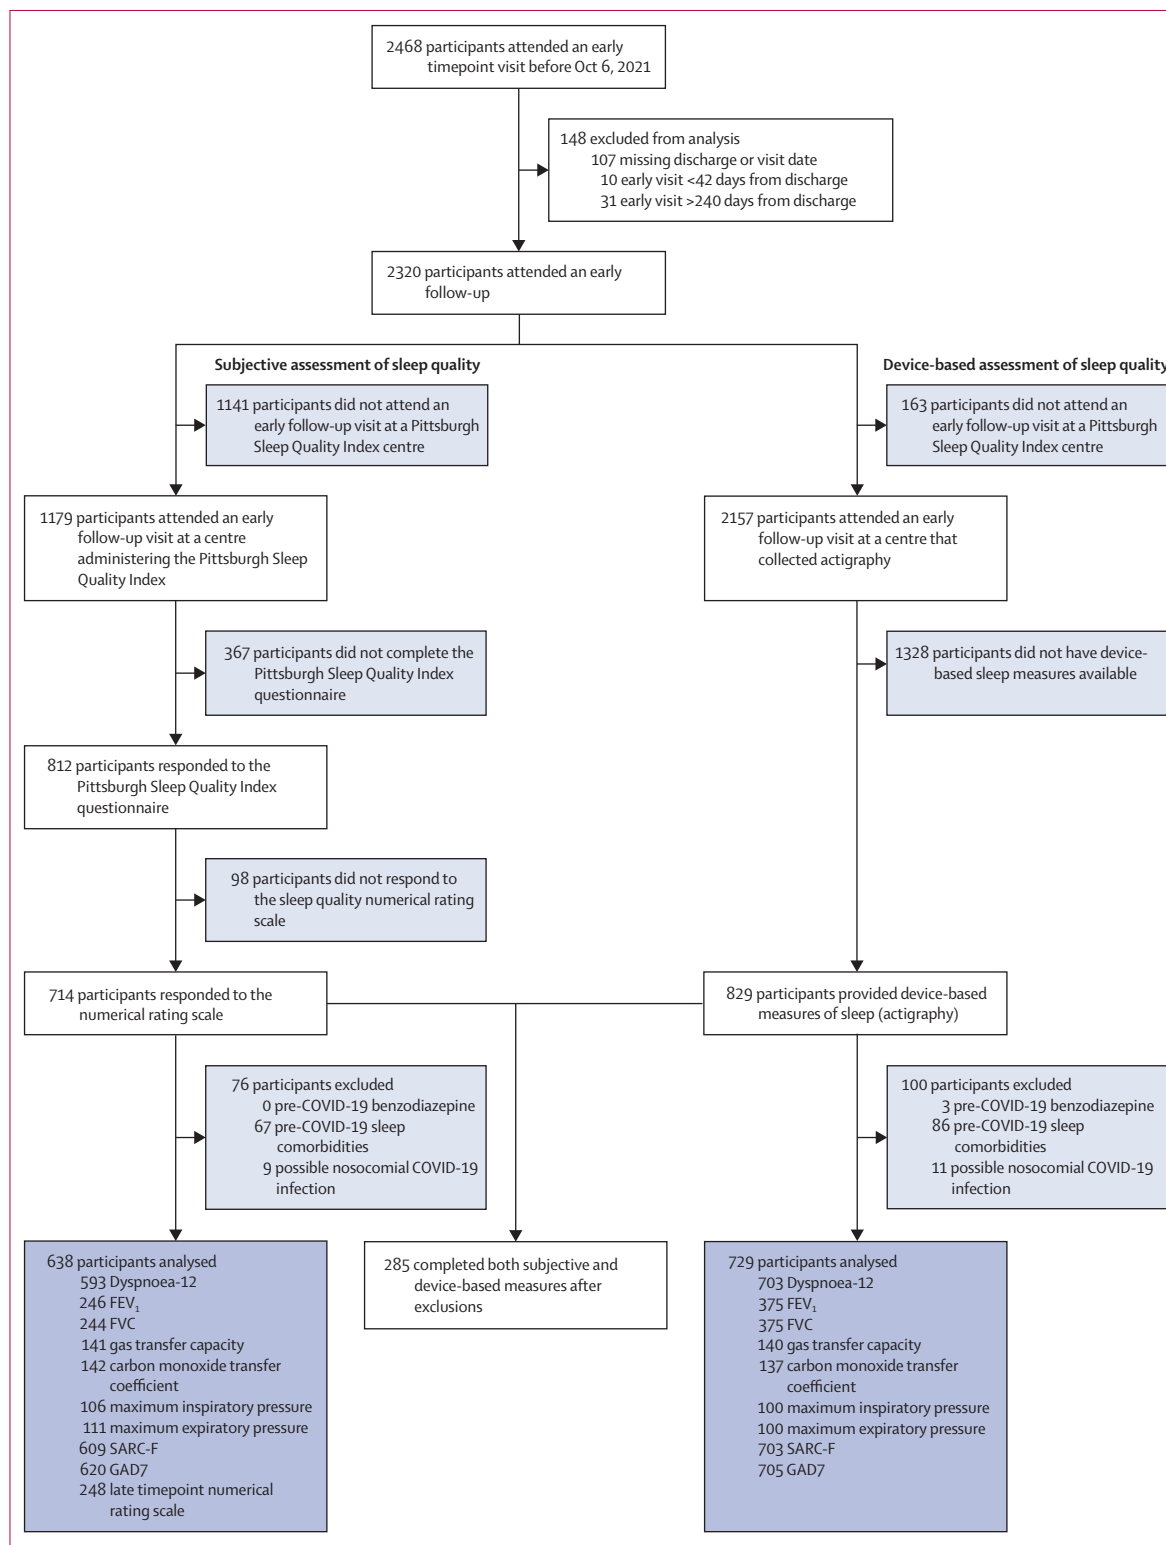 2468 participants attended an early
timepoint visit before Oct 6, 2021
148 excluded from analysis
107 missing discharge or visit date
10 early visit <42 days from discharge
31 early visit >240 days from discharge
2320 participants attended an early
follow-up
Subjective assessment of sleep quality
1141 participants did not attend an
early follow-up visit at a Pittsburgh
Sleep Quality Index centre
1179 participants attended an early
follow-up visit at a centre
administering the Pittsburgh Sleep
Quality Index
367 participants did not complete the
Pittsburgh Sleep Quality Index
questionnaire
812 participants responded to the
Pittsburgh Sleep Quality Index
questionnaire
98 participants did not respond to
the sleep quality numerical rating
scale
714 participants responded to the
numerical rating scale
76 participants excluded
0 pre-COVID-19 benzodiazepine
67 pre-COVID-19 sleep
comorbidities
9 possible nosocomial COVID-19
infection
638 participants analysed
593 Dyspnoea-12
246 FEV₁
244 FVC
141 gas transfer capacity
142 carbon monoxide transfer
coefficient
106 maximum inspiratory pressure
111 maximum expiratory pressure
609 SARC-F
620 GAD7
248 late timepoint numerical
rating scale
285 completed both subjective and
device-based measures after
exclusions
Device-based assessment of sleep quality
163 participants did not attend an
early follow-up visit at a Pittsburgh
Sleep Quality Index centre
2157 participants attended an early
follow-up visit at a centre that
collected actigraphy
1328 participants did not have device-
based sleep measures available
829 participants provided device-based
measures of sleep (actigraphy)
100 participants excluded
3 pre-COVID-19 benzodiazepine
86 pre-COVID-19 sleep
comorbidities
11 possible nosocomial COVID-19
infection
729 participants analysed
703 Dyspnoea-12
375 FEV₁
375 FVC
140 gas transfer capacity
137 carbon monoxide transfer
coefficient
100 maximum inspiratory pressure
100 maximum expiratory pressure
703 SARC-F
705 GAD7